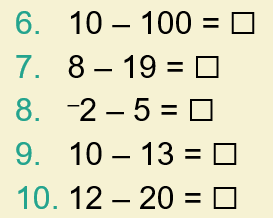 6. 10 – 100 = □
7. 8 – 19 = □
8. ⁻2 – 5 = □
9. 10 – 13 = □
10. 12 – 20 = □